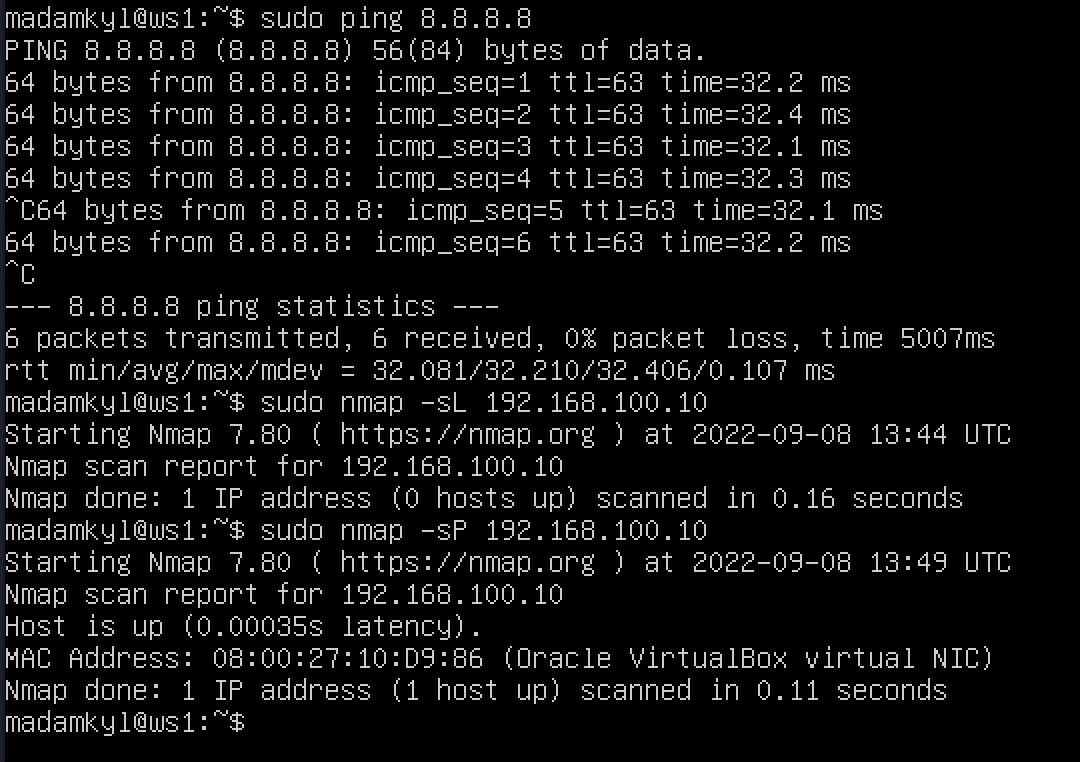 madamkyl@ws1:~$ sudo ping 8.8.8.8
PING 8.8.8.8 (8.8.8.8) 56(84) bytes of data.
64 bytes from 8.8.8.8: icmp_seq=1 ttl=63 time=32.2 ms
64 bytes from 8.8.8.8: icmp_seq=2 ttl=63 time=32.4 ms
64 bytes from 8.8.8.8: icmp_seq=3 ttl=63 time=32.1 ms
64 bytes from 8.8.8.8: icmp_seq=4 ttl=63 time=32.3 ms
^C64 bytes from 8.8.8.8: icmp_seq=5 ttl=63 time=32.1 ms
64 bytes from 8.8.8.8: icmp_seq=6 ttl=63 time=32.2 ms
^C
--- 8.8.8.8 ping statistics ---
6 packets transmitted, 6 received, 0% packet loss, time 5007ms
rtt min/avg/max/mdev = 32.081/32.210/32.406/0.107 ms
madamkyl@ws1:~$ sudo nmap -sL 192.168.100.10
Starting Nmap 7.80 ( https://nmap.org ) at 2022-09-08 13:44 UTC
Nmap scan report for 192.168.100.10
Nmap done: 1 IP address (0 hosts up) scanned in 0.16 seconds
madamkyl@ws1:~$ sudo nmap -sP 192.168.100.10
Starting Nmap 7.80 ( https://nmap.org ) at 2022-09-08 13:49 UTC
Nmap scan report for 192.168.100.10
Host is up (0.00035s latency).
MAC Address: 08:00:27:10:D9:86 (Oracle VirtualBox virtual NIC)
Nmap done: 1 IP address (1 host up) scanned in 0.11 seconds
madamkyl@ws1:~$